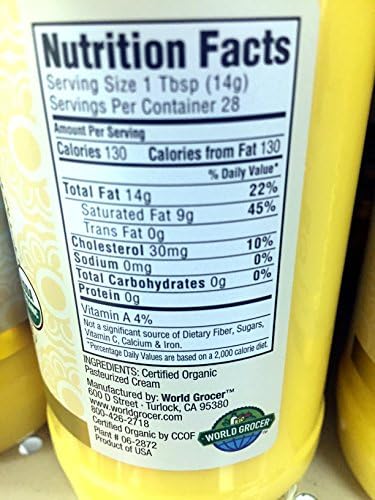 Nutrition Facts
Serving Size 1 Tbsp (14g)
Servings Per Container 28
Amount Per Serving
Calories 130 Calories from Fat 130
% Daily Value*
Total Fat 14g 22%
Saturated Fat 9g 45%
Trans Fat 0g
Cholesterol 30mg 10%
Sodium 0mg 0%
Total Carbohydrates 0g 0%
Protein 0g
Vitamin A 4%
Not a significant source of Dietary Fiber, Sugars,
Vitamin C, Calcium & Iron.
*Percentage Daily Values are based on a 2,000 calorie diet.
INGREDIENTS: Certified Organic
Pasteurized Cream
Manufactured by: World Grocer™
600 D Street · Turlock, CA 95380
www.worldgrocer.com
800-426-2718
Certified Organic by CCOF
Plant # 06-2872
Product of USA
WORLD GROCER™